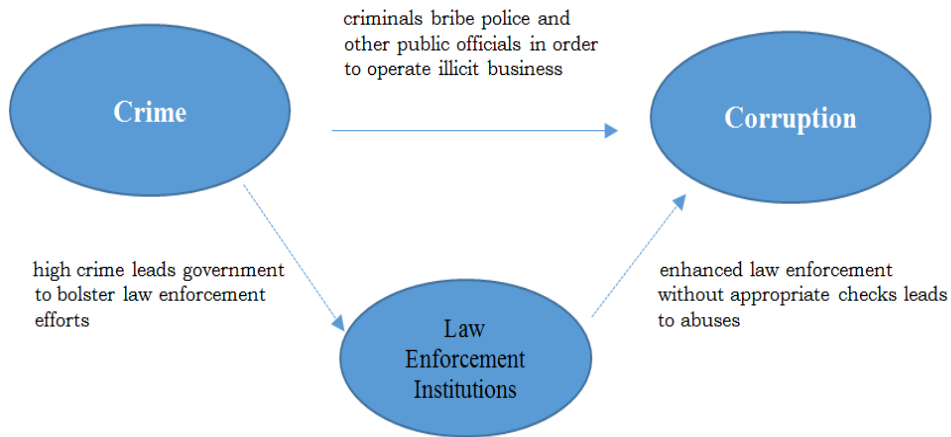 criminals bribe police and
other public officials in order
to operate illicit business
Crime
Corruption
high crime leads government
to bolster law enforcement
efforts
enhanced law enforcement
without appropriate checks leads
to abuses
Law
Enforcement
Institutions